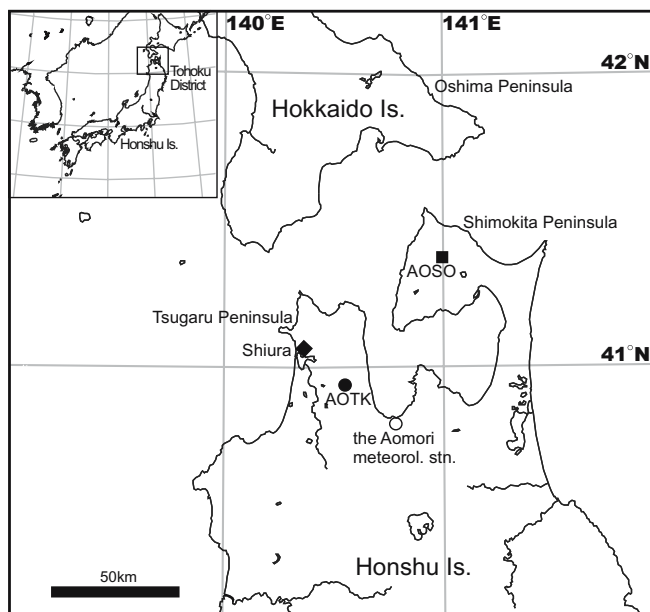 140°E
141°E
42°N
Tohoku
District
Honshu Is.
Oshima Peninsula
Hokkaido Is.
Shimokita Peninsula
AOSO
Tsugaru Peninsula
Shiura
41°N
AOTK
the Aomori
meteorol. stn.
50km
Honshu Is.